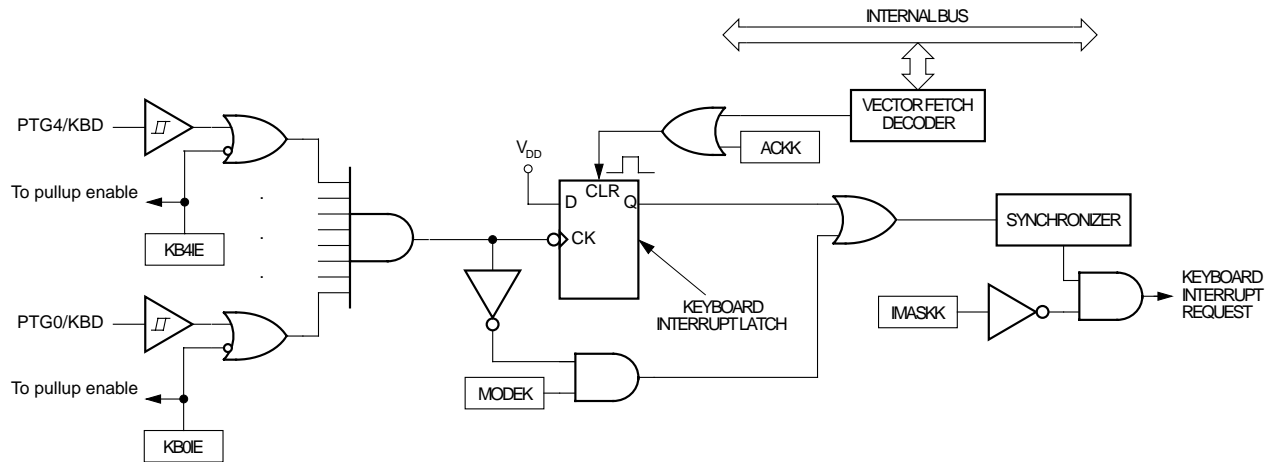 INTERNAL BUS
VECTOR FETCH
DECODER
ACKK
PTG4/KBD
To pullup enable
KB4IE
VDD
CLR
D
Q
CK
SYNCHRONIZER
KEYBOARD
INTERRUPT LATCH
IMASKK
KEYBOARD
INTERRUPT
REQUEST
PTG0/KBD
To pullup enable
KB0IE
MODEK